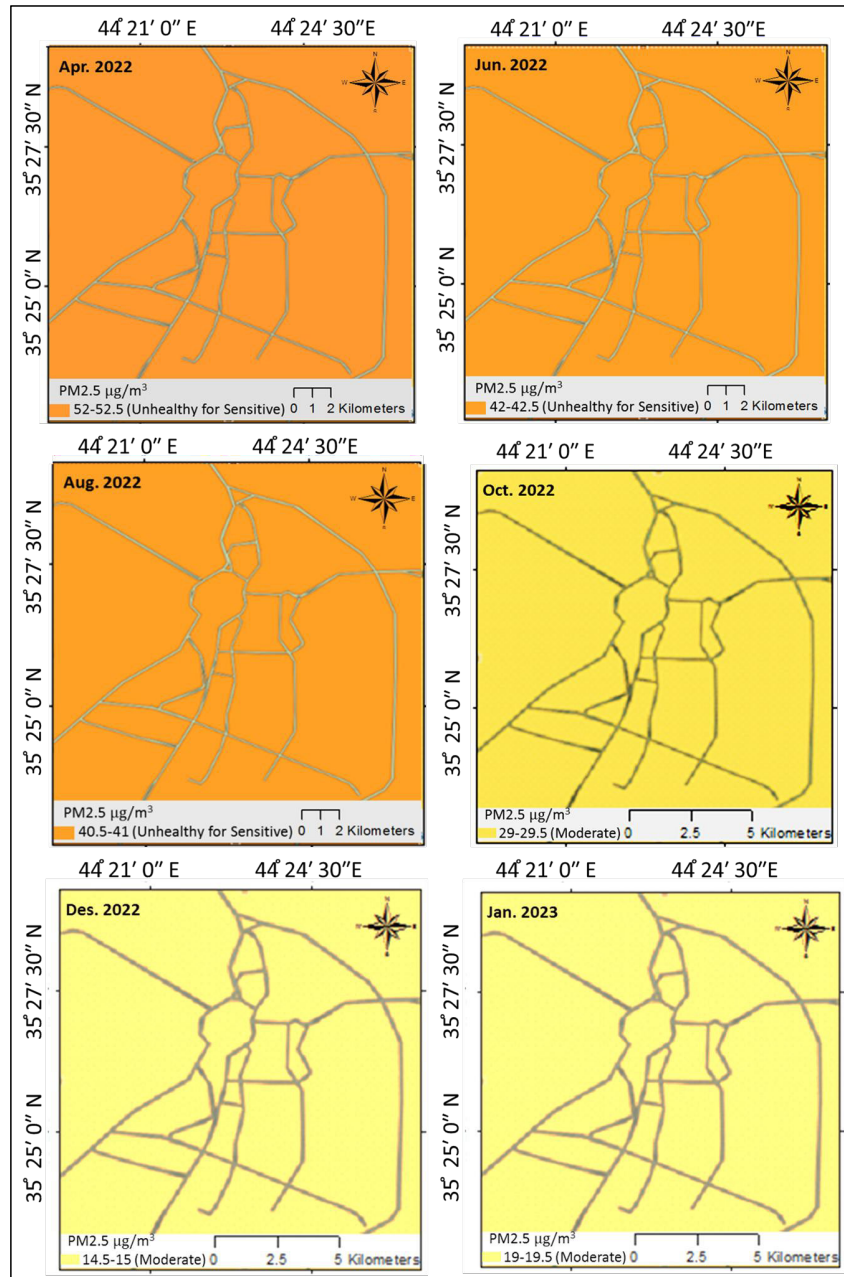 44° 21' 0" E 44° 24' 30"E 44° 21' 0" E 44° 24' 30"E
Apr. 2022
N
W E
S
35° 27' 30" N
35° 25' 0" N
PM2.5 µg/m³
52-52.5 (Unhealthy for Sensitive) 0 1 2 Kilometers
Jun. 2022
N
W E
S
35° 27' 30" N
35° 25' 0" N
PM2.5 µg/m³
42-42.5 (Unhealthy for Sensitive) 0 1 2 Kilometers
44° 21' 0" E 44° 24' 30"E 44° 21' 0" E 44° 24' 30"E
Aug. 2022
N
W E
S
35° 27' 30" N
35° 25' 0" N
PM2.5 µg/m³
40.5-41 (Unhealthy for Sensitive) 0 1 2 Kilometers
Oct. 2022
N
35° 27' 30" N
35° 25' 0" N
PM2.5 µg/m³
29-29.5 (Moderate) 0 2.5 5 Kilometers
44° 21' 0" E 44° 24' 30"E 44° 21' 0" E 44° 24' 30"E
Des. 2022
35° 27' 30" N
35° 25' 0" N
PM2.5 µg/m³
14.5-15 (Moderate) 0 2.5 5 Kilometers
Jan. 2023
35° 27' 30" N
35° 25' 0" N
PM2.5 µg/m³
19-19.5 (Moderate) 0 2.5 5 Kilometers